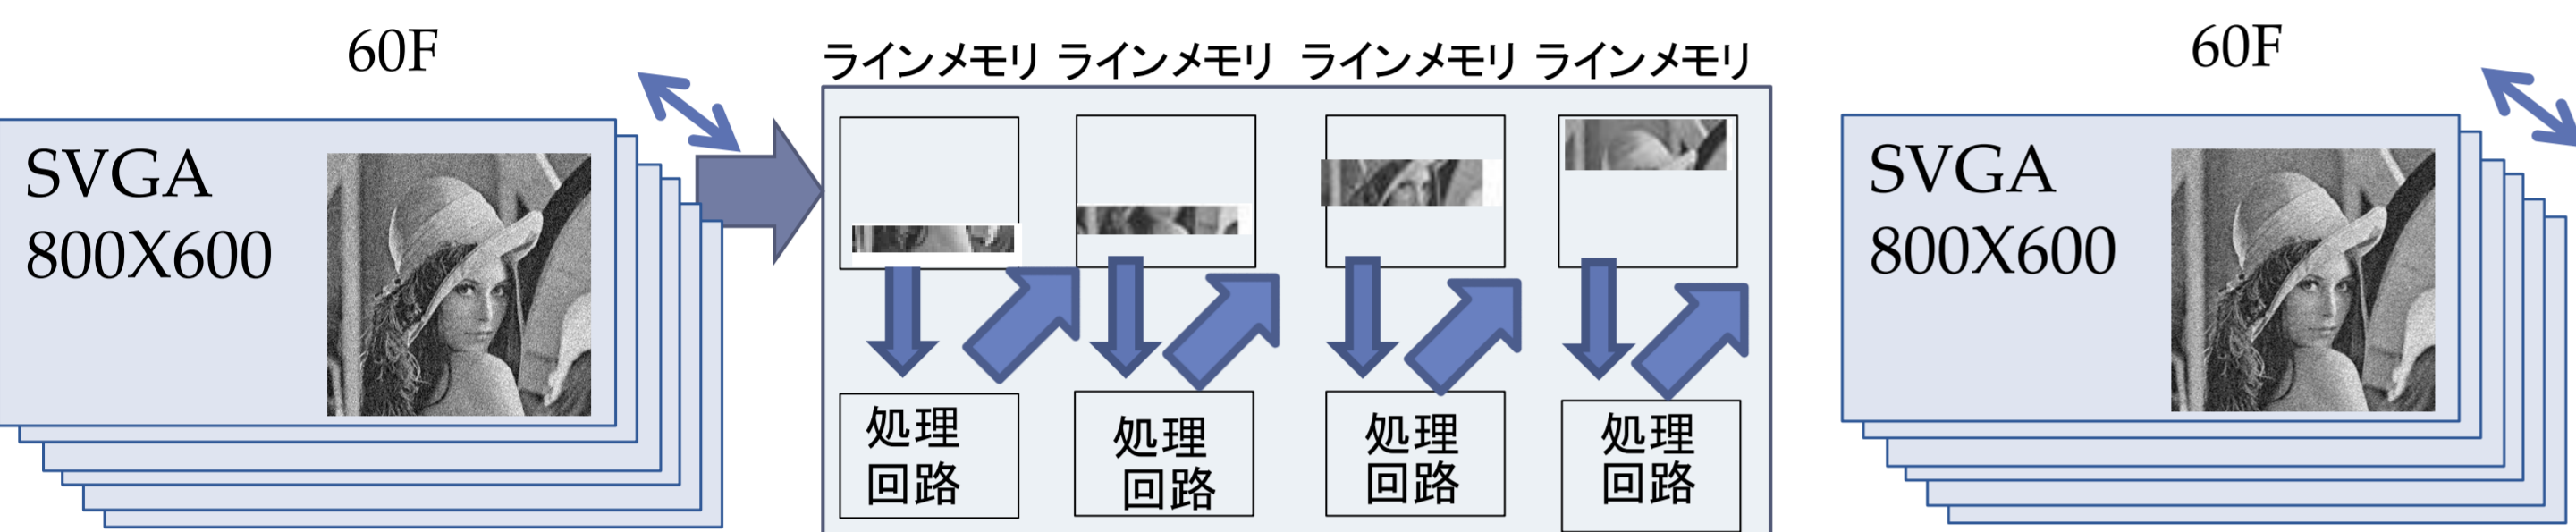 60F
SVGA
800X600
ラインメモリ ラインメモリ ラインメモリ ラインメモリ
処理
回路
処理
回路
処理
回路
処理
回路
60F
SVGA
800X600